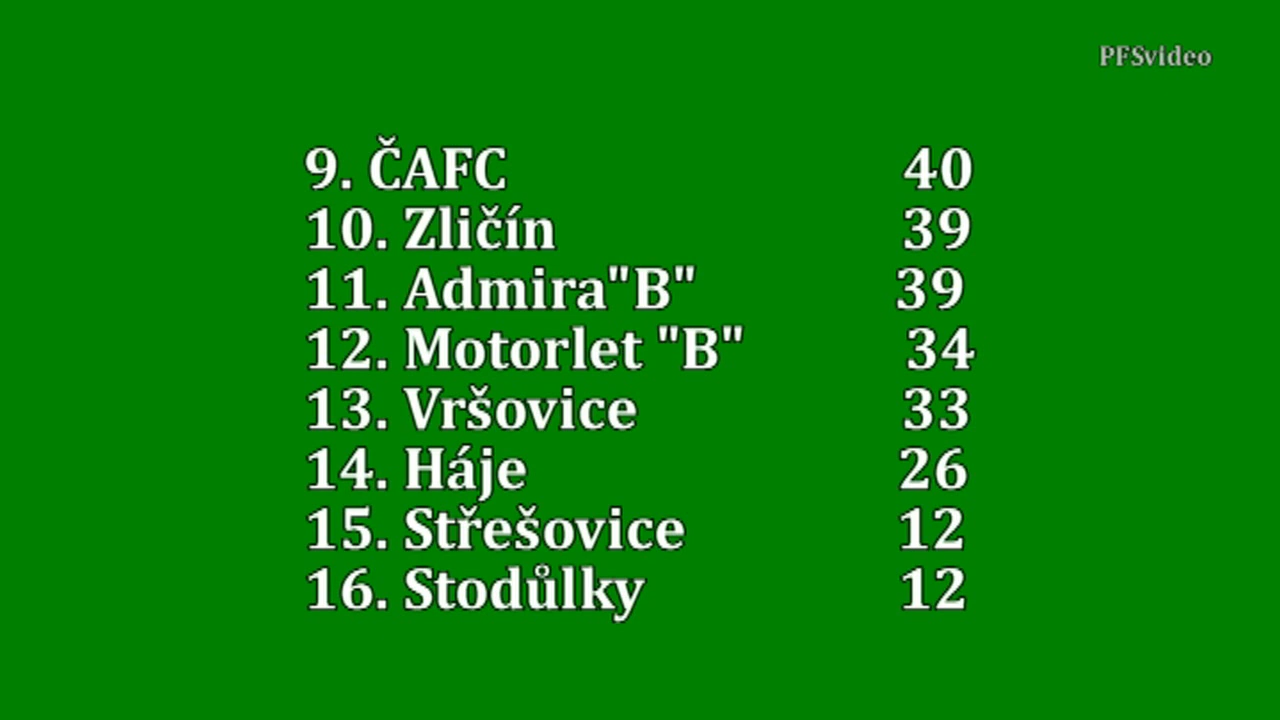 PFSvideo
9. ČAFC 40
10. Zličín 39
11. Admira"B" 39
12. Motorlet "B" 34
13. Vršovice 33
14. Háje 26
15. Střešovice 12
16. Stodůlky 12